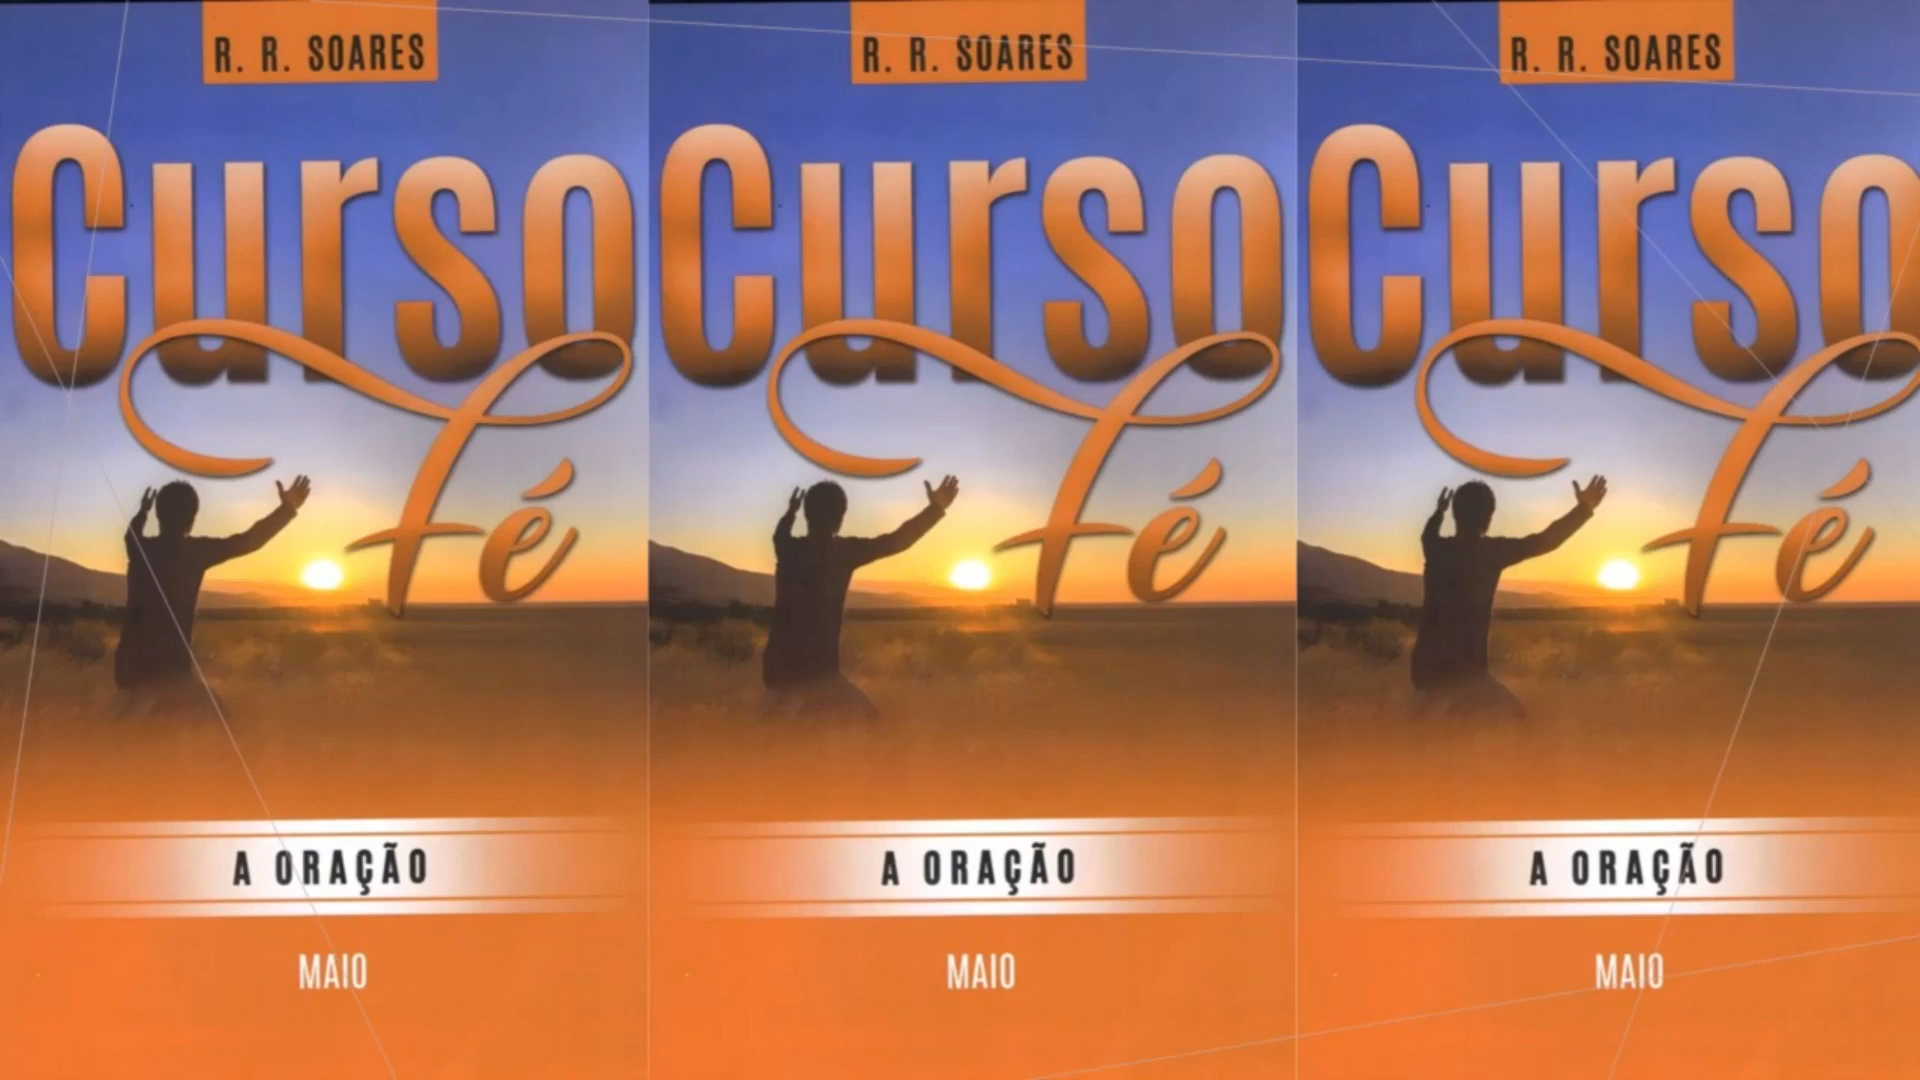 R. R. SOARES
Curso
fé
A ORAÇÃO
MAIO
R. R. SOARES
Curso
fé
A ORAÇÃO
MAIO
R. R. SOARES
Curso
fé
A ORAÇÃO
MAIO